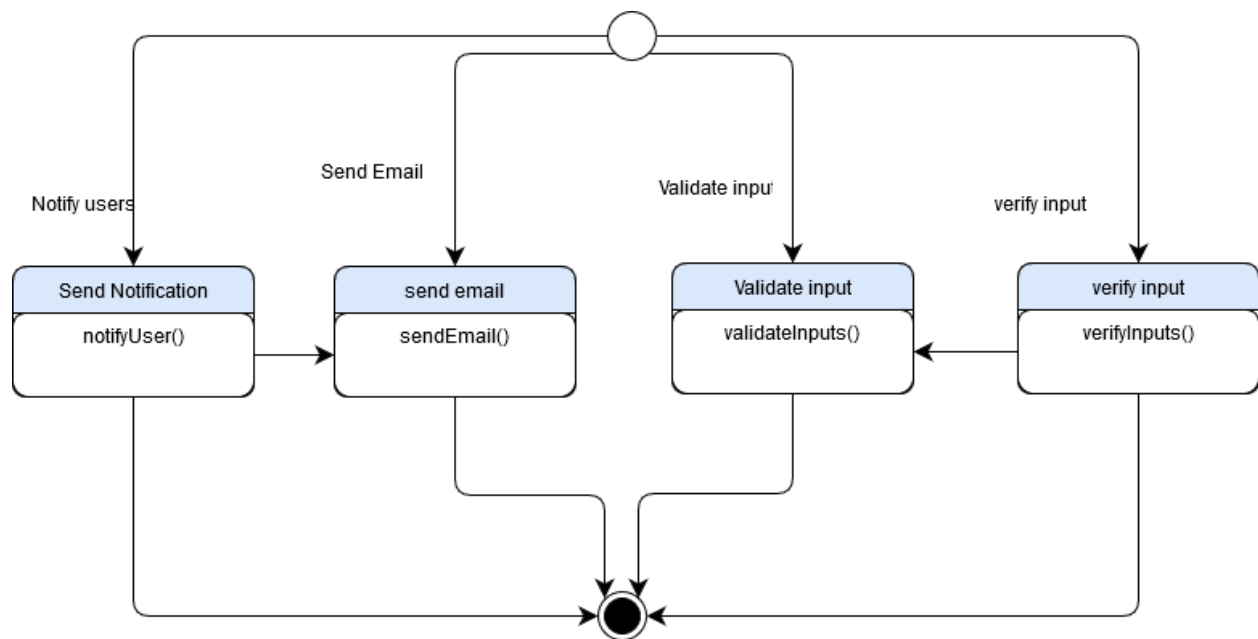 Send Email
Validate input
Notify users
verify input
Send Notification
send email
Validate input
verify input
notifyUser()
sendEmail()
validateInputs()
verifyInputs()